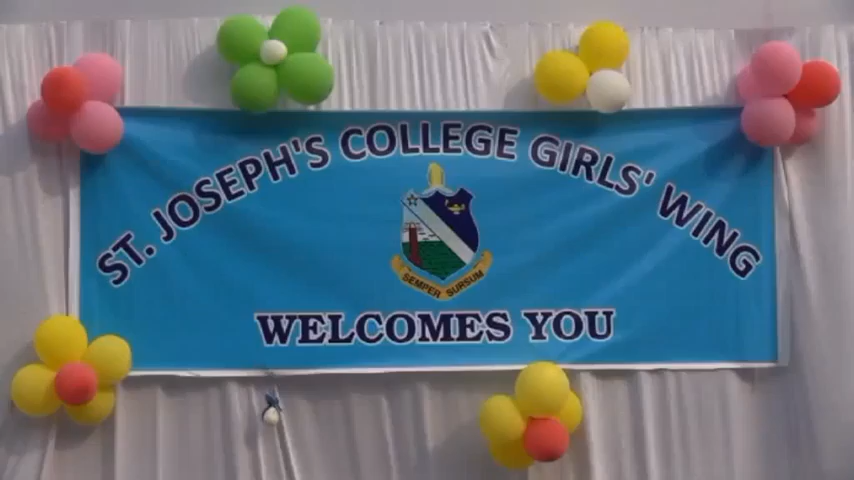 ST. JOSEPH'S COLLEGE GIRLS' WING
SEMPER SURSUM
WELCOMES YOU